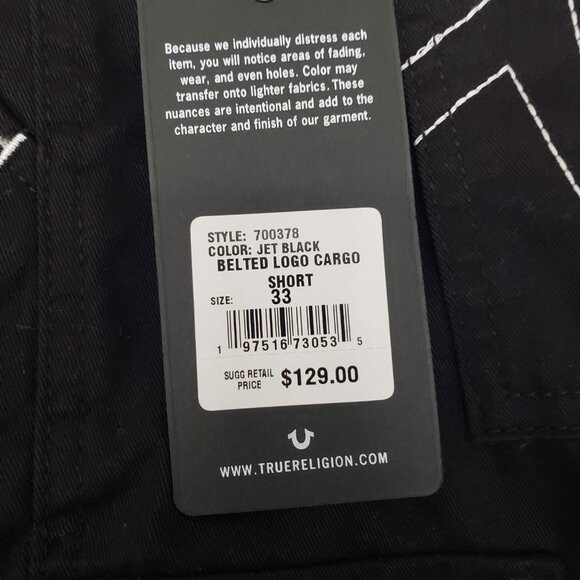 Because we individually distress each
item, you will notice areas of fading,
wear, and even holes. Color may
transfer onto lighter fabrics. These
nuances are intentional and add to the
character and finish of our garment.
STYLE: 700378
COLOR: JET BLACK
BELTED LOGO CARGO
SHORT
SIZE: 33
1 97516 73053 5
SUGG RETAIL
PRICE $129.00
WWW.TRUERELIGION.COM